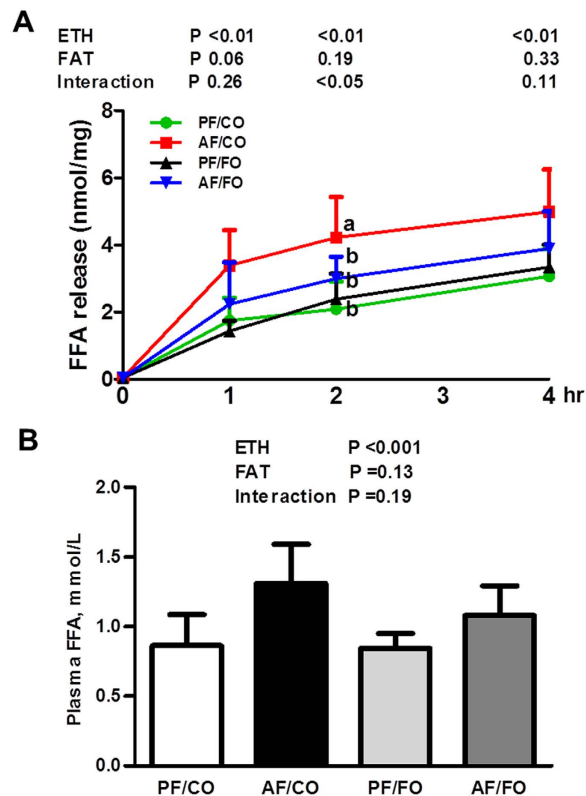 A
ETH P <0.01 <0.01 <0.01
FAT P 0.06 0.19 0.33
Interaction P 0.26 <0.05 0.11
8
6
4
2
0
FFA release (nmol/mg)
PF/CO
AF/CO
PF/FO
AF/FO
a
b
b
b
0 1 2 3 4 hr
B
ETH P <0.001
FAT P =0.13
Interaction P =0.19
2.0
1.5
1.0
0.5
0.0
Plasma FFA, mmol/L
PF/CO AF/CO PF/FO AF/FO